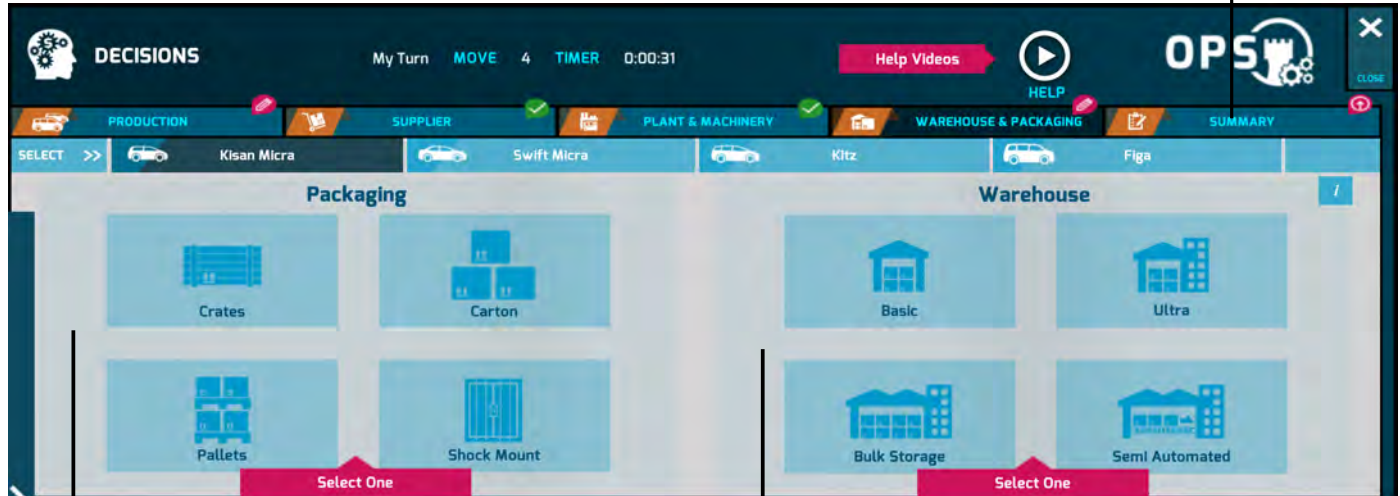 DECISIONS
My Turn MOVE 4 TIMER 0:00:31
Help Videos
HELP
OPS
CLOSE
PRODUCTION
SUPPLIER
PLANT & MACHINERY
WAREHOUSE & PACKAGING
SUMMARY
SELECT >>
Kisan Micra
Swift Micra
Kitz
Figa
Packaging
Warehouse
i
Crates
Carton
Basic
Ultra
Pallets
Shock Mount
Bulk Storage
Semi Automated
Select One
Select One